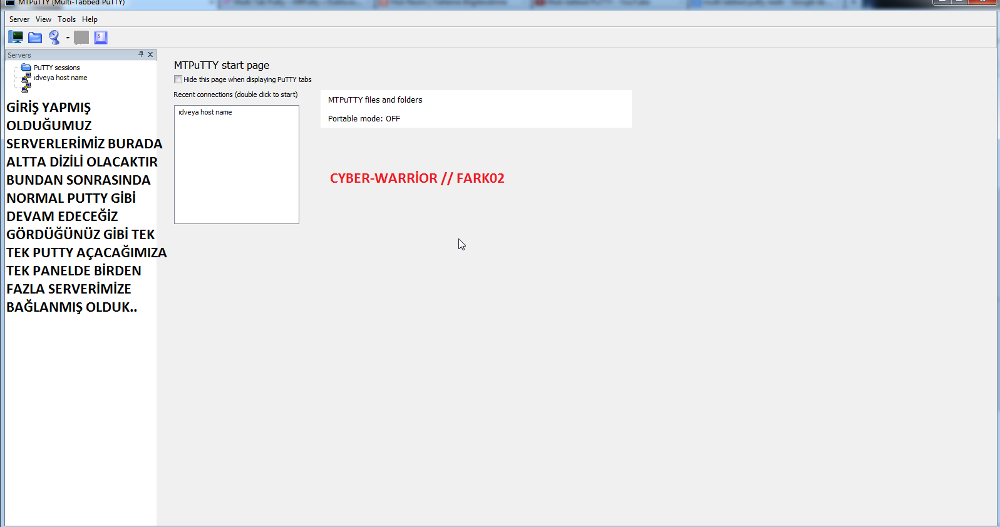 MTPuTTY (Multi-Tabbed PuTTY)
Server View Tools Help
Servers
PuTTY sessions
ıdveya host name
GİRİŞ YAPMIŞ
OLDUĞUMUZ
SERVERLERİMİZ BURADA
ALTTA DİZİLİ OLACAKTIR
BUNDAN SONRASINDA
NORMAL PUTTY GİBİ
DEVAM EDECEĞİZ
GÖRDÜĞÜNÜZ GİBİ TEK
TEK PUTTY AÇACAĞIMIZA
TEK PANELDE BİRDEN
FAZLA SERVERİMİZE
BAĞLANMIŞ OLDUK..
MTPuTTY start page
Hide this page when displaying PuTTY tabs
Recent connections (double click to start)
ıdveya host name
MTPuTTY files and folders
Portable mode: OFF
CYBER-WARRİOR // FARK02